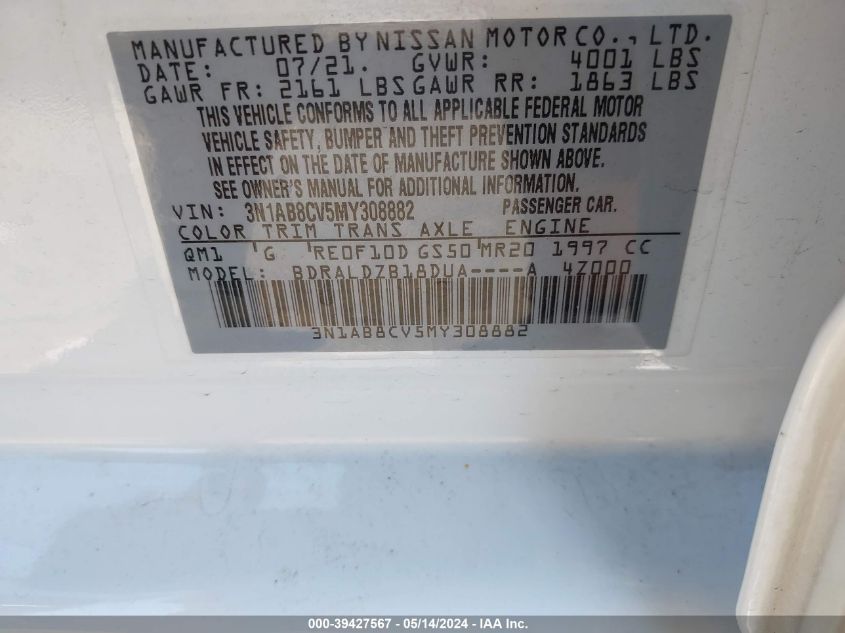 MANUFACTURED BY NISSAN MOTOR CO., LTD.
DATE: 07/21. GVWR: 4001 LBS
GAWR FR: 2161 LBS GAWR RR: 1863 LBS
THIS VEHICLE CONFORMS TO ALL APPLICABLE FEDERAL MOTOR
VEHICLE SAFETY, BUMPER AND THEFT PREVENTION STANDARDS
IN EFFECT ON THE DATE OF MANUFACTURE SHOWN ABOVE.
SEE OWNER'S MANUAL FOR ADDITIONAL INFORMATION.
VIN: 3N1AB8CV5MY308882 PASSENGER CAR.
COLOR TRIM TRANS AXLE ENGINE
QM1 'G RE0F10D GS50 'MR20 1997 CC
MODEL: BDRALDZB18DUA----A 47000
3N1AB8CV5MY308882
000-39427567 - 05/14/2024 - IAA Inc.